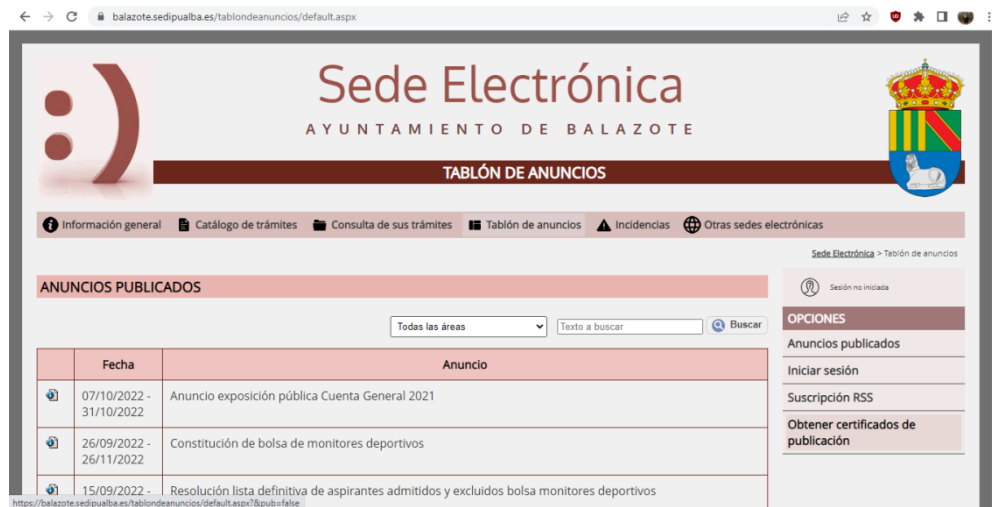 balazote.sedipualba.es/tablondeanuncios/default.aspx
Sede Electrónica
AYUNTAMIENTO DE BALAZOTE
TABLÓN DE ANUNCIOS
Información general Catálogo de trámites Consulta de sus trámites Tablón de anuncios Incidencias Otras sedes electrónicas
Sede Electrónica > Tablón de anuncios
ANUNCIOS PUBLICADOS
Todas las áreas Texto a buscar Buscar
Fecha Anuncio
07/10/2022 - Anuncio exposición pública Cuenta General 2021
31/10/2022
26/09/2022 - Constitución de bolsa de monitores deportivos
26/11/2022
15/09/2022 - Resolución lista definitiva de aspirantes admitidos y excluidos bolsa monitores deportivos
Sesión no iniciada
OPCIONES
Anuncios publicados
Iniciar sesión
Suscripción RSS
Obtener certificados de
publicación
https://balazote.sedipualba.es/tablondeanuncios/default.aspx?&pub=false